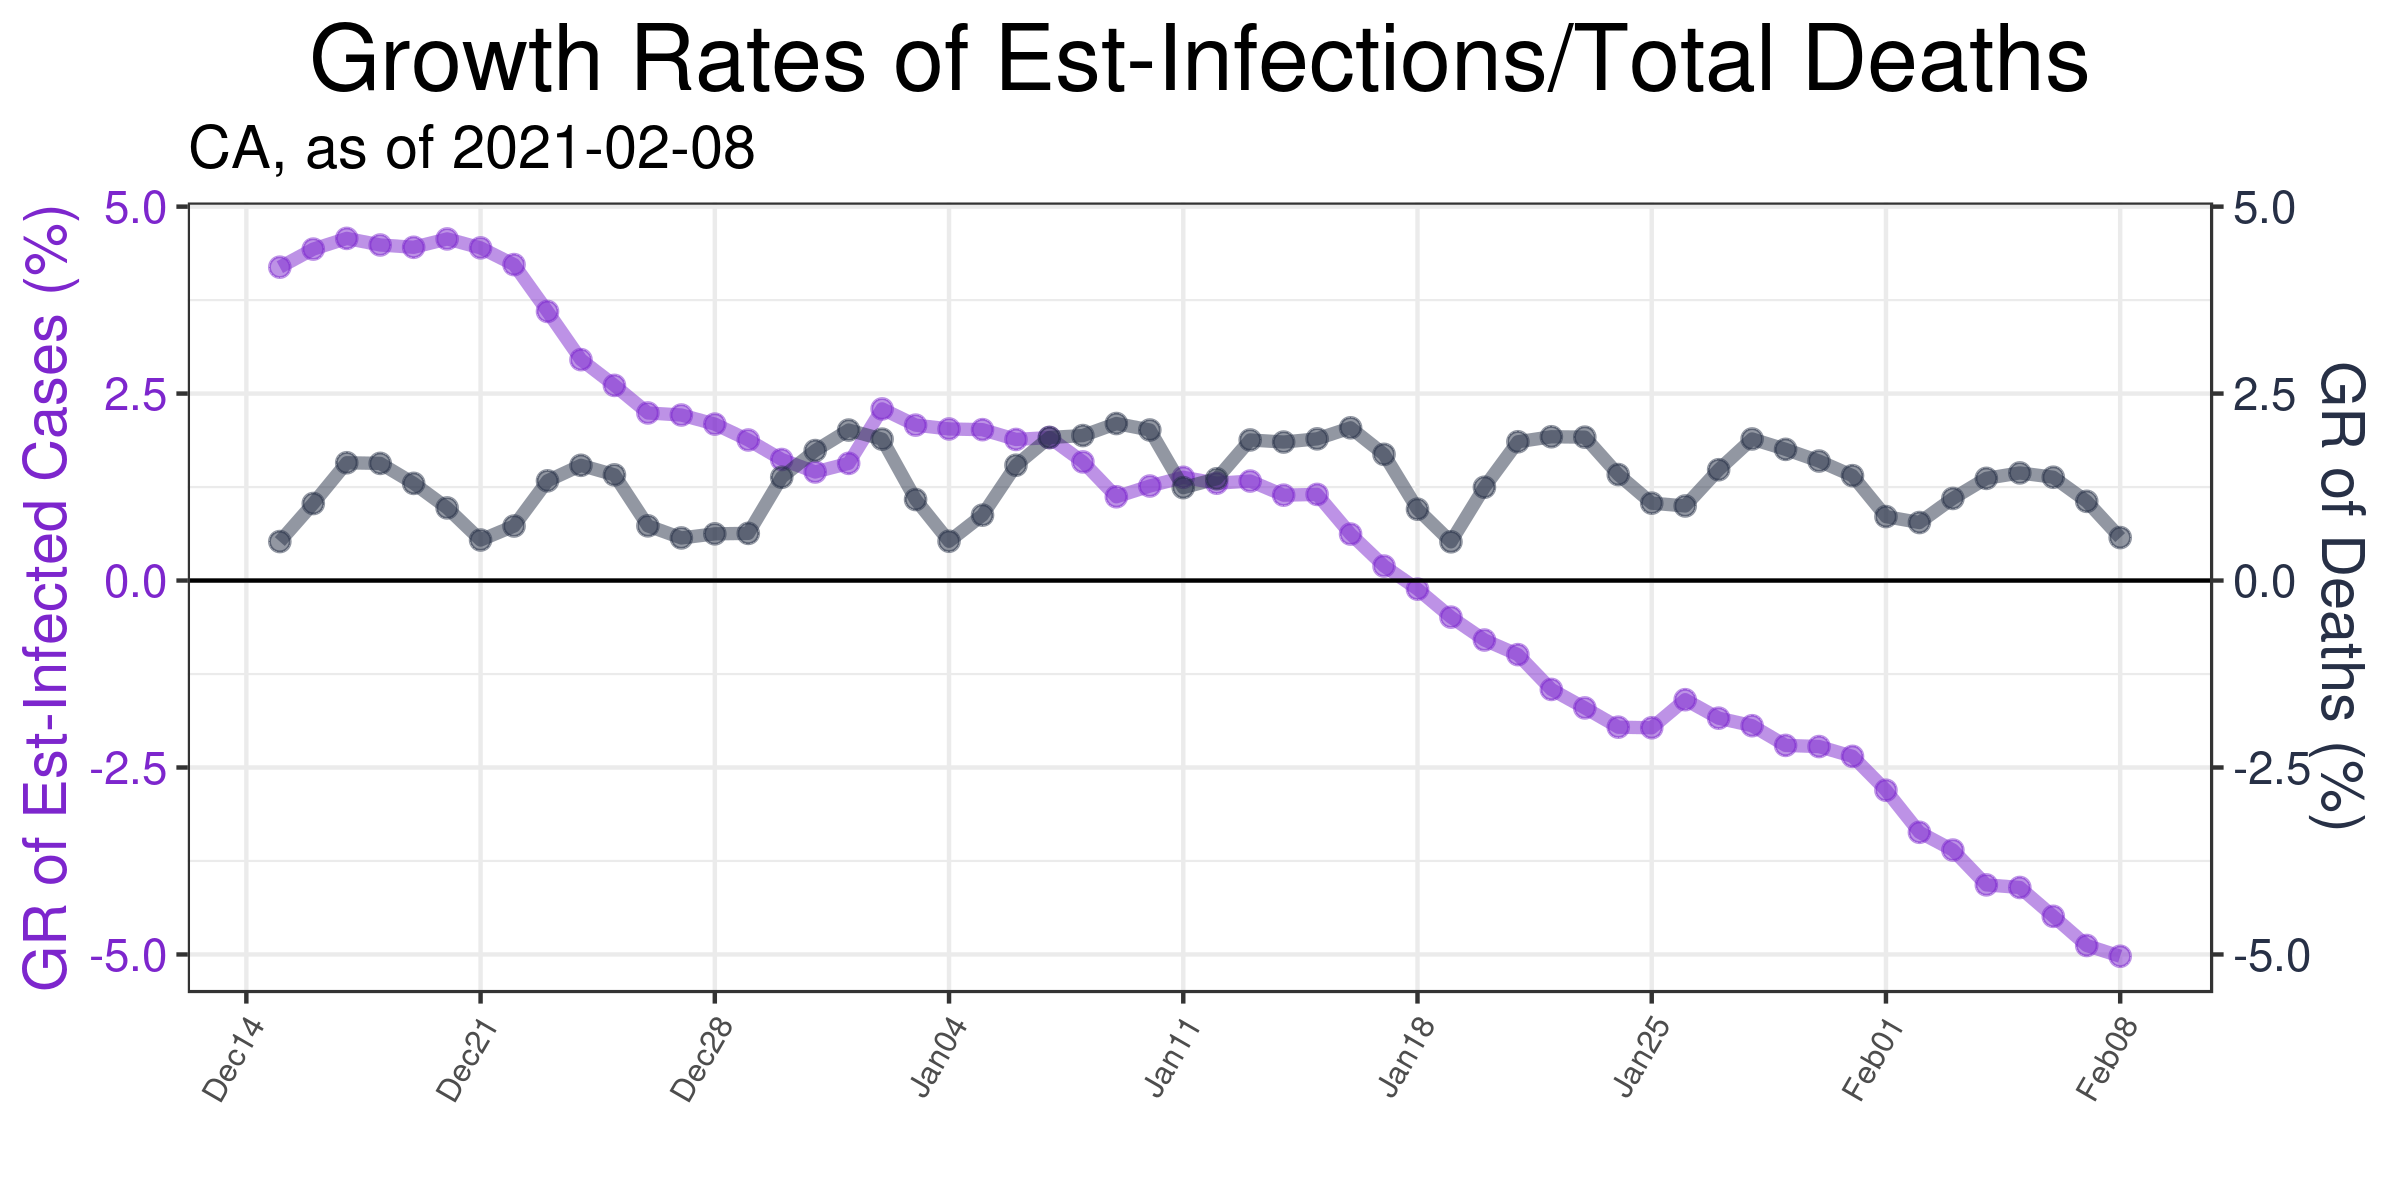 Growth Rates of Est-Infections/Total Deaths
CA, as of 2021-02-08
GR of Est-Infected Cases (%)
5.0
2.5
0.0
-2.5
-5.0
5.0
2.5
0.0
-2.5
-5.0
GR of Deaths (%)
Dec14
Dec21
Dec28
Jan04
Jan11
Jan18
Jan25
Feb01
Feb08